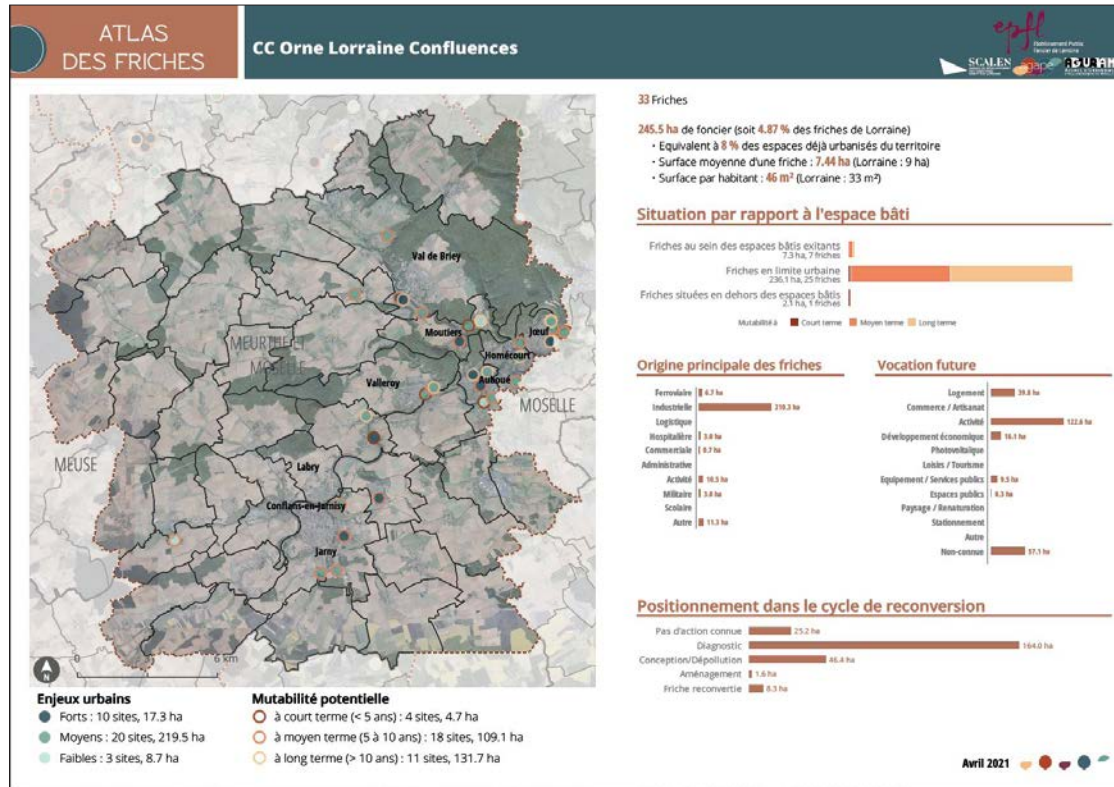 ATLAS
DES FRICHES
CC Orne Lorraine Confluences
epfl
Etablissement Public
Foncier de Lorraine
SCALEN
agape
AGURAM
33 Friches
245.5 ha de foncier (soit 4.87 % des friches de Lorraine)
• Equivalent à 8 % des espaces déjà urbanisés du territoire
• Surface moyenne d'une friche : 7.44 ha (Lorraine : 9 ha)
• Surface par habitant : 46 m² (Lorraine : 33 m²)
Situation par rapport à l'espace bâti
Friches au sein des espaces bâtis exitants
7.3 ha, 7 friches
Friches en limite urbaine
236.1 ha, 25 friches
Friches situées en dehors des espaces bâtis
2.1 ha, 1 friches
Mutabilité à Court terme Moyen terme Long terme
Origine principale des friches
Ferroviaire 6.7 ha
Industrielle 210.3 ha
Logistique
Hospitalière 3.0 ha
Commerciale 0.7 ha
Administrative
Activité 10.5 ha
Militaire 3.0 ha
Scolaire
Autre 11.3 ha
Vocation future
Logement 39.8 ha
Commerce / Artisanat
Activité 122.6 ha
Développement économique 16.1 ha
Photovoltaïque
Loisirs / Tourisme
Equipement / Services publics 9.5 ha
Espaces publics 0.3 ha
Paysage / Renaturation
Stationnement
Autre
Non-connue 57.1 ha
Positionnement dans le cycle de reconversion
Pas d'action connue 25.2 ha
Diagnostic 164.0 ha
Conception/Dépollution 46.4 ha
Aménagement 1.6 ha
Friche reconvertie 8.3 ha
Val de Briey
Moutiers
Jœuf
MEURTHE ET
MOSELLE
Homécourt
Valleroy
Auboué
MOSELLE
MEUSE
Labry
Conflans-en-Jarnisy
Jarny
N
0 6 km
Enjeux urbains
Forts : 10 sites, 17.3 ha
Moyens : 20 sites, 219.5 ha
Faibles : 3 sites, 8.7 ha
Mutabilité potentielle
à court terme (< 5 ans) : 4 sites, 4.7 ha
à moyen terme (5 à 10 ans) : 18 sites, 109.1 ha
à long terme (> 10 ans) : 11 sites, 131.7 ha
Avril 2021